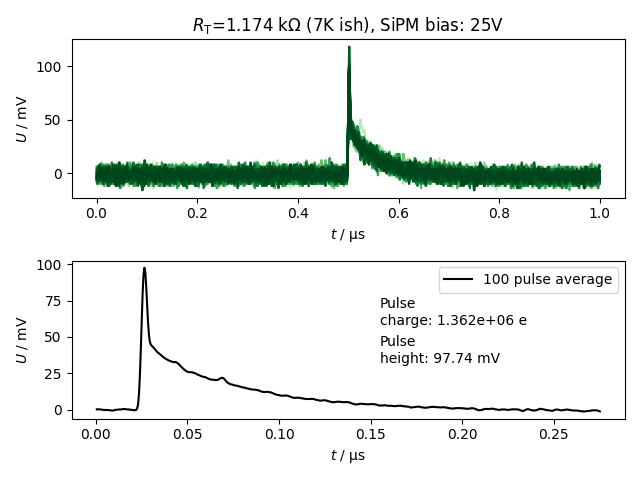 R_T=1.174 kΩ (7K ish), SiPM bias: 25V
U / mV
100
50
0
0.0 0.2 0.4 0.6 0.8 1.0
t / µs
U / mV
100
75
50
25
0
100 pulse average
Pulse
charge: 1.362e+06 e
Pulse
height: 97.74 mV
0.00 0.05 0.10 0.15 0.20 0.25
t / µs